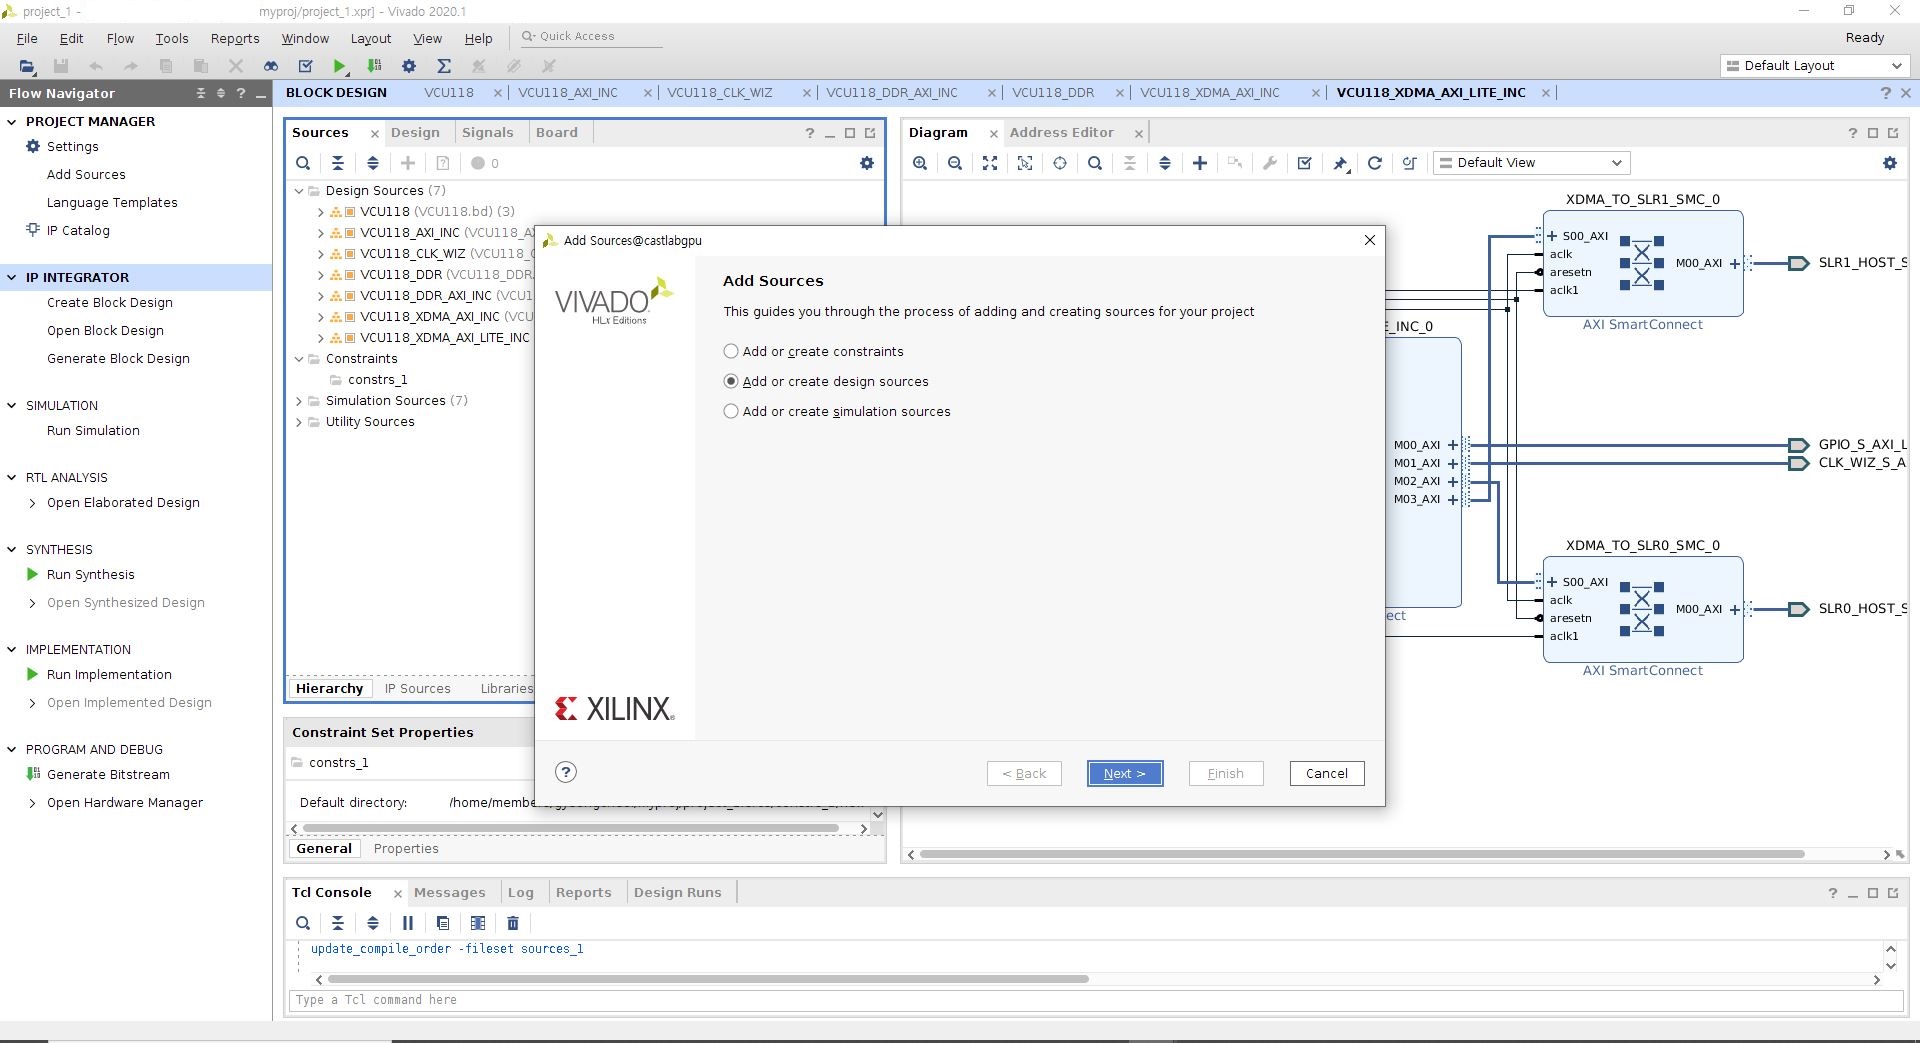 project_1 - myproj/project_1.xpr] - Vivado 2020.1
File Edit Flow Tools Reports Window Layout View Help Quick Access
Ready
Default Layout
Flow Navigator
PROJECT MANAGER
Settings
Add Sources
Language Templates
IP Catalog
IP INTEGRATOR
Create Block Design
Open Block Design
Generate Block Design
SIMULATION
Run Simulation
RTL ANALYSIS
Open Elaborated Design
SYNTHESIS
Run Synthesis
Open Synthesized Design
IMPLEMENTATION
Run Implementation
Open Implemented Design
PROGRAM AND DEBUG
Generate Bitstream
Open Hardware Manager
BLOCK DESIGN VCU118 VCU118_AXI_INC VCU118_CLK_WIZ VCU118_DDR_AXI_INC VCU118_DDR VCU118_XDMA_AXI_INC VCU118_XDMA_AXI_LITE_INC
Sources Design Signals Board
0
Design Sources (7)
VCU118 (VCU118.bd) (3)
VCU118_AXI_INC (VCU118_A
VCU118_CLK_WIZ (VCU118_C
VCU118_DDR (VCU118_DDR.
VCU118_DDR_AXI_INC (VCU1
VCU118_XDMA_AXI_INC (VCU
VCU118_XDMA_AXI_LITE_INC
Constraints
constrs_1
Simulation Sources (7)
Utility Sources
Hierarchy IP Sources Libraries
Constraint Set Properties
constrs_1
Default directory:
General Properties
Add Sources@castlabgpu
VIVADO
HLx Editions
XILINX
Add Sources
This guides you through the process of adding and creating sources for your project
Add or create constraints
Add or create design sources
Add or create simulation sources
< Back Next > Finish Cancel
Diagram Address Editor
Default View
XDMA_TO_SLR1_SMC_0
S00_AXI
aclk
aresetn
aclk1
M00_AXI
SLR1_HOST_S
AXI SmartConnect
E_INC_0
M00_AXI
M01_AXI
M02_AXI
M03_AXI
ect
GPIO_S_AXI_L
CLK_WIZ_S_A
XDMA_TO_SLR0_SMC_0
S00_AXI
aclk
aresetn
aclk1
M00_AXI
SLR0_HOST_S
AXI SmartConnect
Tcl Console Messages Log Reports Design Runs
update_compile_order -fileset sources_1
Type a Tcl command here